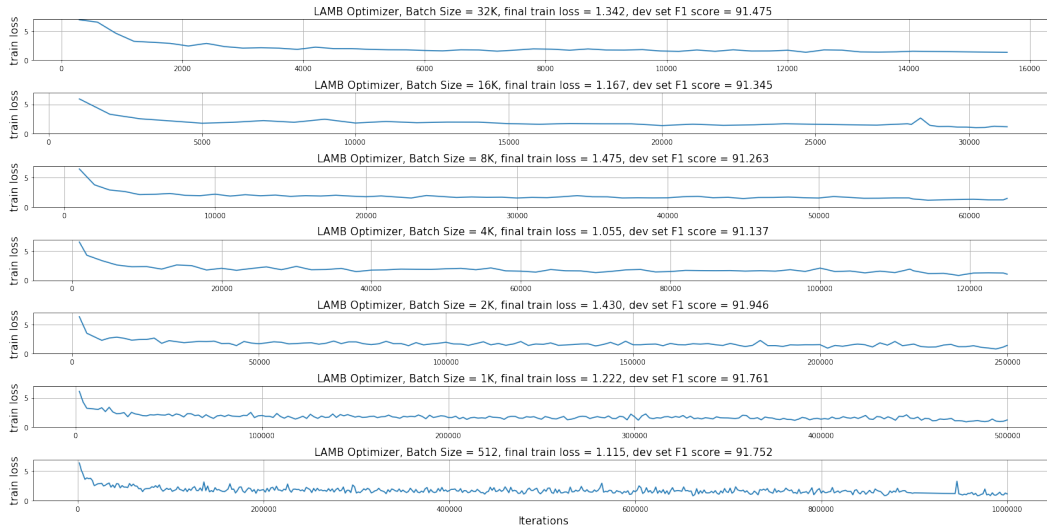 LAMB Optimizer, Batch Size = 32K, final train loss = 1.342, dev set F1 score = 91.475
train loss
5
0
0 2000 4000 6000 8000 10000 12000 14000 16000
LAMB Optimizer, Batch Size = 16K, final train loss = 1.167, dev set F1 score = 91.345
train loss
5
0
0 5000 10000 15000 20000 25000 30000
LAMB Optimizer, Batch Size = 8K, final train loss = 1.475, dev set F1 score = 91.263
train loss
5
0
0 10000 20000 30000 40000 50000 60000
LAMB Optimizer, Batch Size = 4K, final train loss = 1.055, dev set F1 score = 91.137
train loss
5
0
0 20000 40000 60000 80000 100000 120000
LAMB Optimizer, Batch Size = 2K, final train loss = 1.430, dev set F1 score = 91.946
train loss
5
0
0 50000 100000 150000 200000 250000
LAMB Optimizer, Batch Size = 1K, final train loss = 1.222, dev set F1 score = 91.761
train loss
5
0
0 100000 200000 300000 400000 500000
LAMB Optimizer, Batch Size = 512, final train loss = 1.115, dev set F1 score = 91.752
train loss
5
0
0 200000 400000 600000 800000 1000000
Iterations